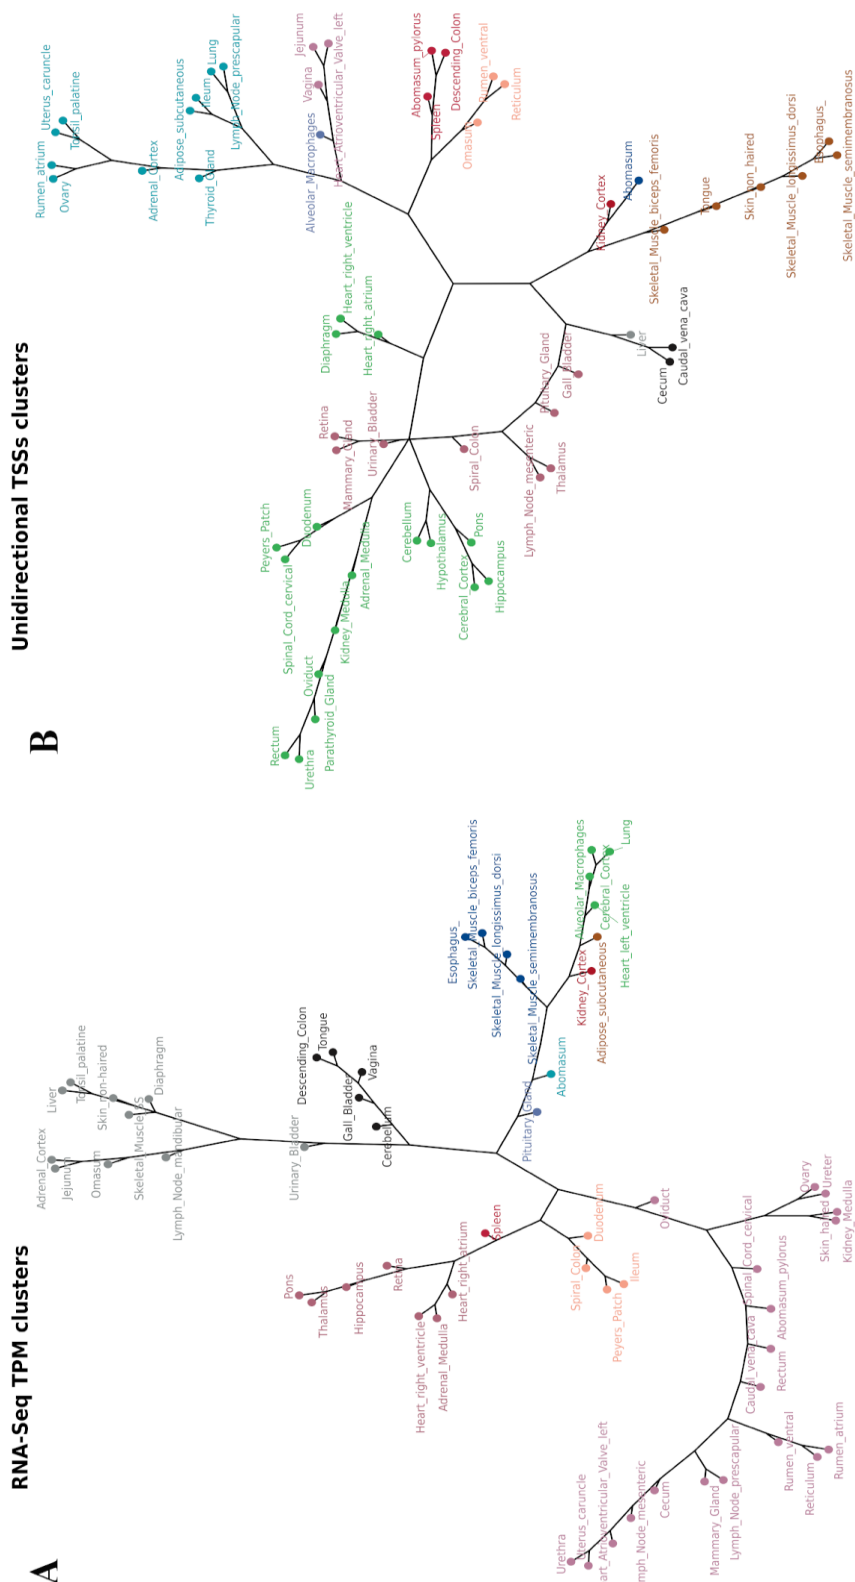 A
RNA-Seq TPM clusters
Adrenal_Cortex
Jejunum
Omasum
Lymph_Node_mandibular
Liver
Tonsil_palatine
Skin_non-haired
Skeletal_Muscle_SS
Diaphragm
Urinary_Bladder
Descending_Colon
Tongue
Gall_Bladder
Vagina
Cerebellum
Pituitary_Gland
Abomasum
Esophagus_
Skeletal_Muscle_biceps_femoris
Skeletal_Muscle_longissimus_dorsi
Skeletal_Muscle_semimembranosus
Kidney_Cortex
Adipose_subcutaneous
Alveolar_Macrophages
Cerebral_Cortex
Lung
Heart_left_ventricle
Pons
Thalamus
Hippocampus
Retina
Heart_right_ventricle
Adrenal_Medulla
Heart_right_atrium
Spleen
Spiral_Colon
Duodenum
Peyers_Patch
Ileum
Oviduct
Ovary
Ureter
Skin_haired
Kidney_Medulla
Spinal_Cord_cervical
Abomasum_pylorus
Caudal_vena_cava
Rectum
Rumen_ventral
Reticulum
Rumen_atrium
Mammary_Gland
Lymph_Node_prescapular
Cecum
mph_Node_mesenteric
art_Atrioventricular_Valve_left
Uterus_caruncle
Urethra
B
Unidirectional TSSs clusters
Rumen_atrium
Ovary
Uterus_caruncle
Tonsil_palatine
Adrenal_Cortex
Adipose_subcutaneous
Ileum
Lung
Lymph_Node_prescapular
Thyroid_Gland
Jejunum
Vagina
Heart_Atrioventricular_Valve_left
Alveolar_Macrophages
Abomasum_pylorus
Descending_Colon
Spleen
Rumen_ventral
Omasum
Reticulum
Kidney_Cortex
Abomasum
Skeletal_Muscle_biceps_femoris
Tongue
Skin_non_haired
Skeletal_Muscle_longissimus_dorsi
Esophagus_
Skeletal_Muscle_semimembranosus
Liver
Cecum
Caudal_vena_cava
Pituitary_Gland
Gall_Bladder
Lymph_Node_mesenteric
Thalamus
Spiral_Colon
Diaphragm
Heart_right_ventricle
Heart_right_atrium
Retina
Mammary_Gland
Urinary_Bladder
Cerebellum
Hypothalamus
Pons
Cerebral_Cortex
Hippocampus
Peyers_Patch
Duodenum
Spinal_Cord_cervical
Adrenal_Medulla
Kidney_Medulla
Oviduct
Parathyroid_Gland
Rectum
Urethra